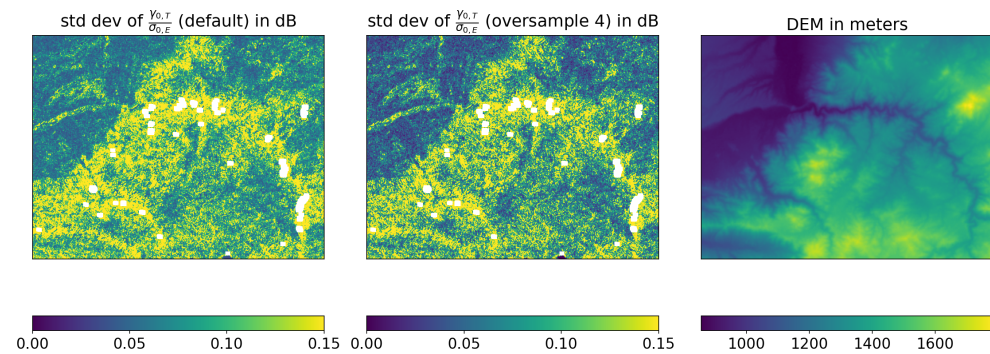 std dev of γ₀,T/σ₀,E (default) in dB
std dev of γ₀,T/σ₀,E (oversample 4) in dB
DEM in meters
0.00 0.05 0.10 0.15
0.00 0.05 0.10 0.15
1000 1200 1400 1600